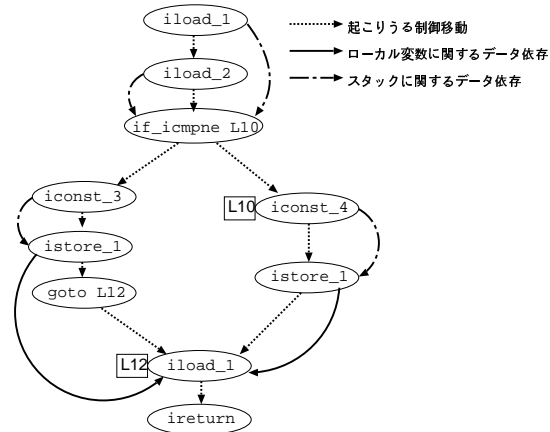 iload_1
起こりうる制御移動
ローカル変数に関するデータ依存
iload_2
スタックに関するデータ依存
if_icmpne L10
iconst_3
L10
iconst_4
istore_1
istore_1
goto L12
L12
iload_1
ireturn